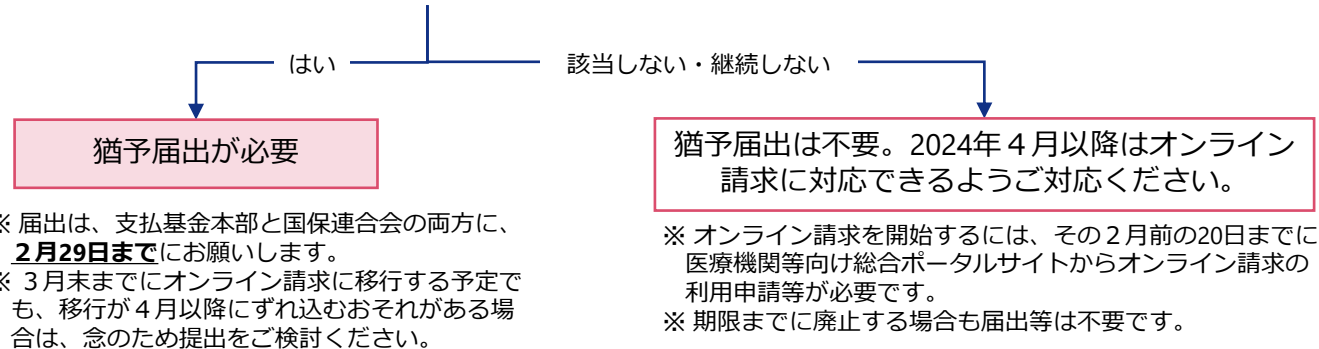 はい
該当しない・継続しない
猶予届出が必要
※ 届出は、支払基金本部と国保連合会の両方に、
２月29日までにお願いします。
※ ３月末までにオンライン請求に移行する予定で
も、移行が４月以降にずれ込むおそれがある場
合は、念のため提出をご検討ください。
猶予届出は不要。2024年４月以降はオンライン
請求に対応できるようご対応ください。
※ オンライン請求を開始するには、その２月前の20日までに
医療機関等向け総合ポータルサイトからオンライン請求の
利用申請等が必要です。
※ 期限までに廃止する場合も届出等は不要です。